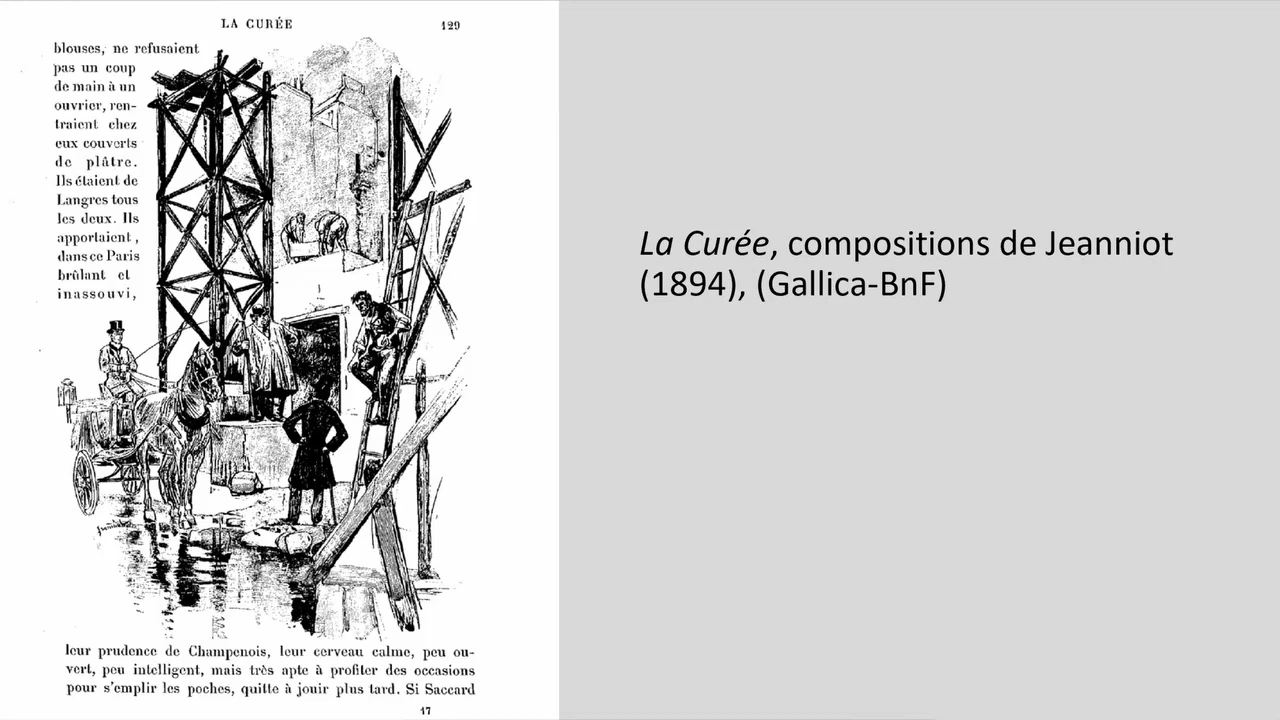 LA CURÉE 129
blouses, ne refusaient
pas un coup
de main à un
ouvrier, ren-
traient chez
eux couverts
de plâtre.
Ils étaient de
Langres tous
les deux. Ils
apportaient,
dans ce Paris
brûlant et
inassouvi,
leur prudence de Champenois, leur cerveau calme, peu ou-
vert, peu intelligent, mais très apte à profiter des occasions
pour s'emplir les poches, quitte à jouir plus tard. Si Saccard
17
La Curée, compositions de Jeanniot
(1894), (Gallica-BnF)